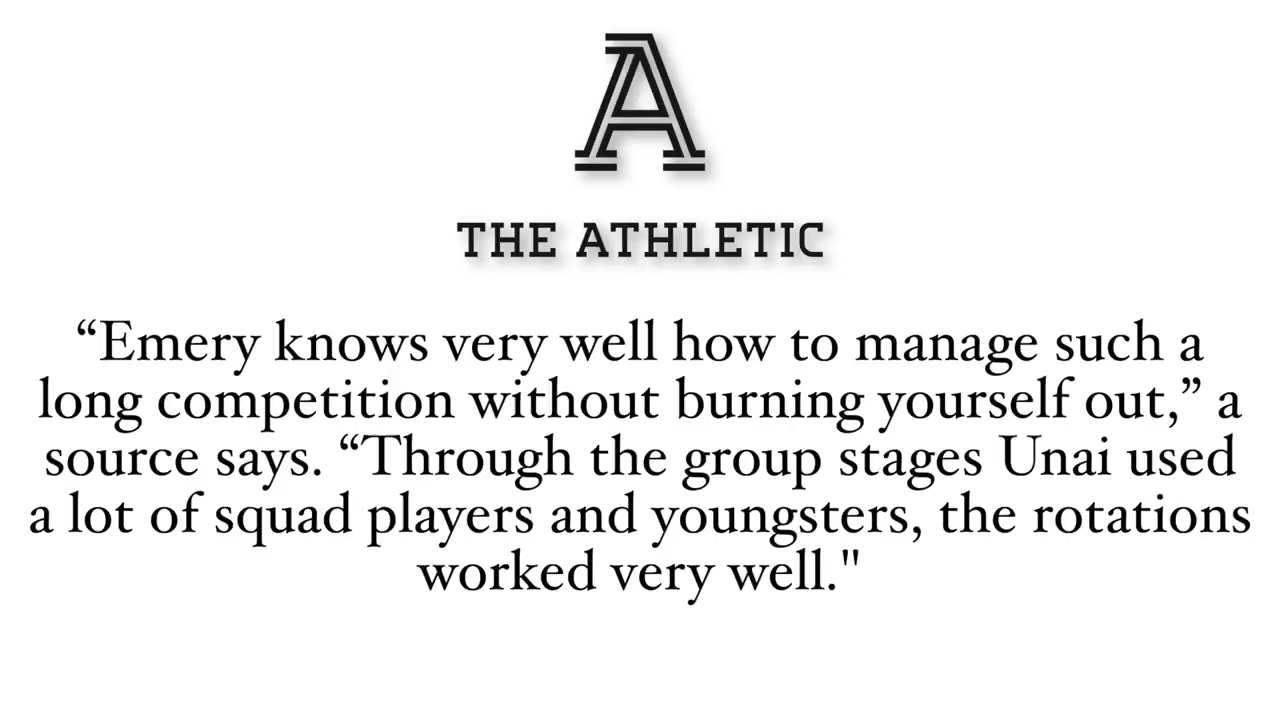 A
THE ATHLETIC
“Emery knows very well how to manage such a
long competition without burning yourself out,” a
source says. “Through the group stages Unai used
a lot of squad players and youngsters, the rotations
worked very well."